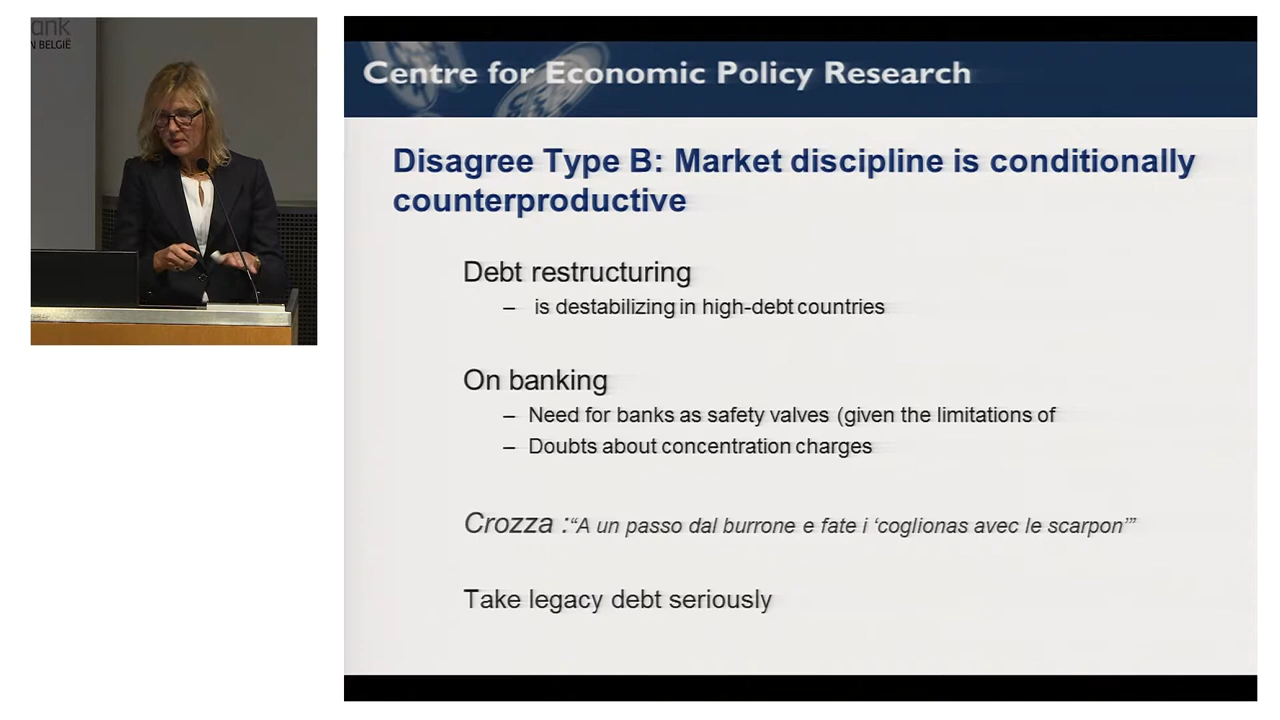 ank
N BELGIË
Centre for Economic Policy Research
Disagree Type B: Market discipline is conditionally
counterproductive
Debt restructuring
– is destabilizing in high-debt countries
On banking
– Need for banks as safety valves (given the limitations of
– Doubts about concentration charges
Crozza :“A un passo dal burrone e fate i ‘coglionas avec le scarpon’”
Take legacy debt seriously